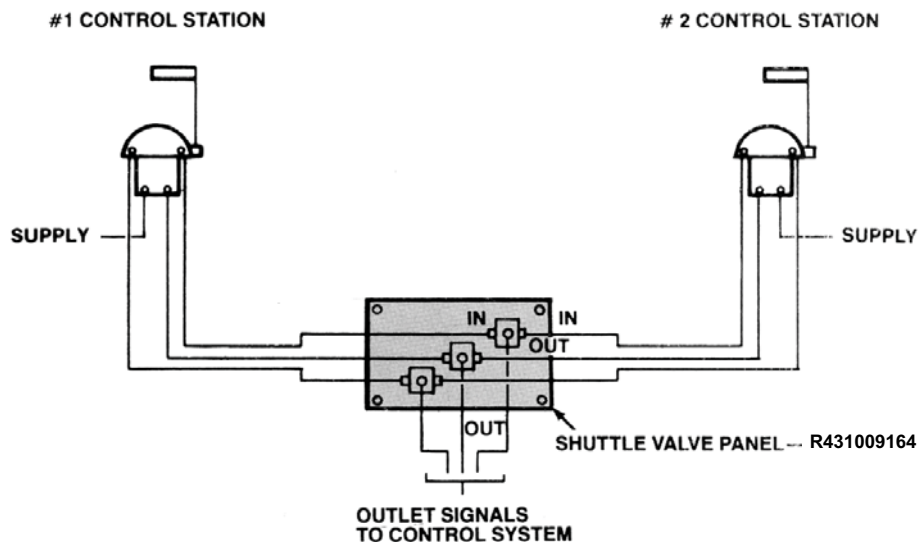 #1 CONTROL STATION
# 2 CONTROL STATION
SUPPLY
SUPPLY
IN
IN
OUT
OUT
SHUTTLE VALVE PANEL – R431009164
OUTLET SIGNALS
TO CONTROL SYSTEM